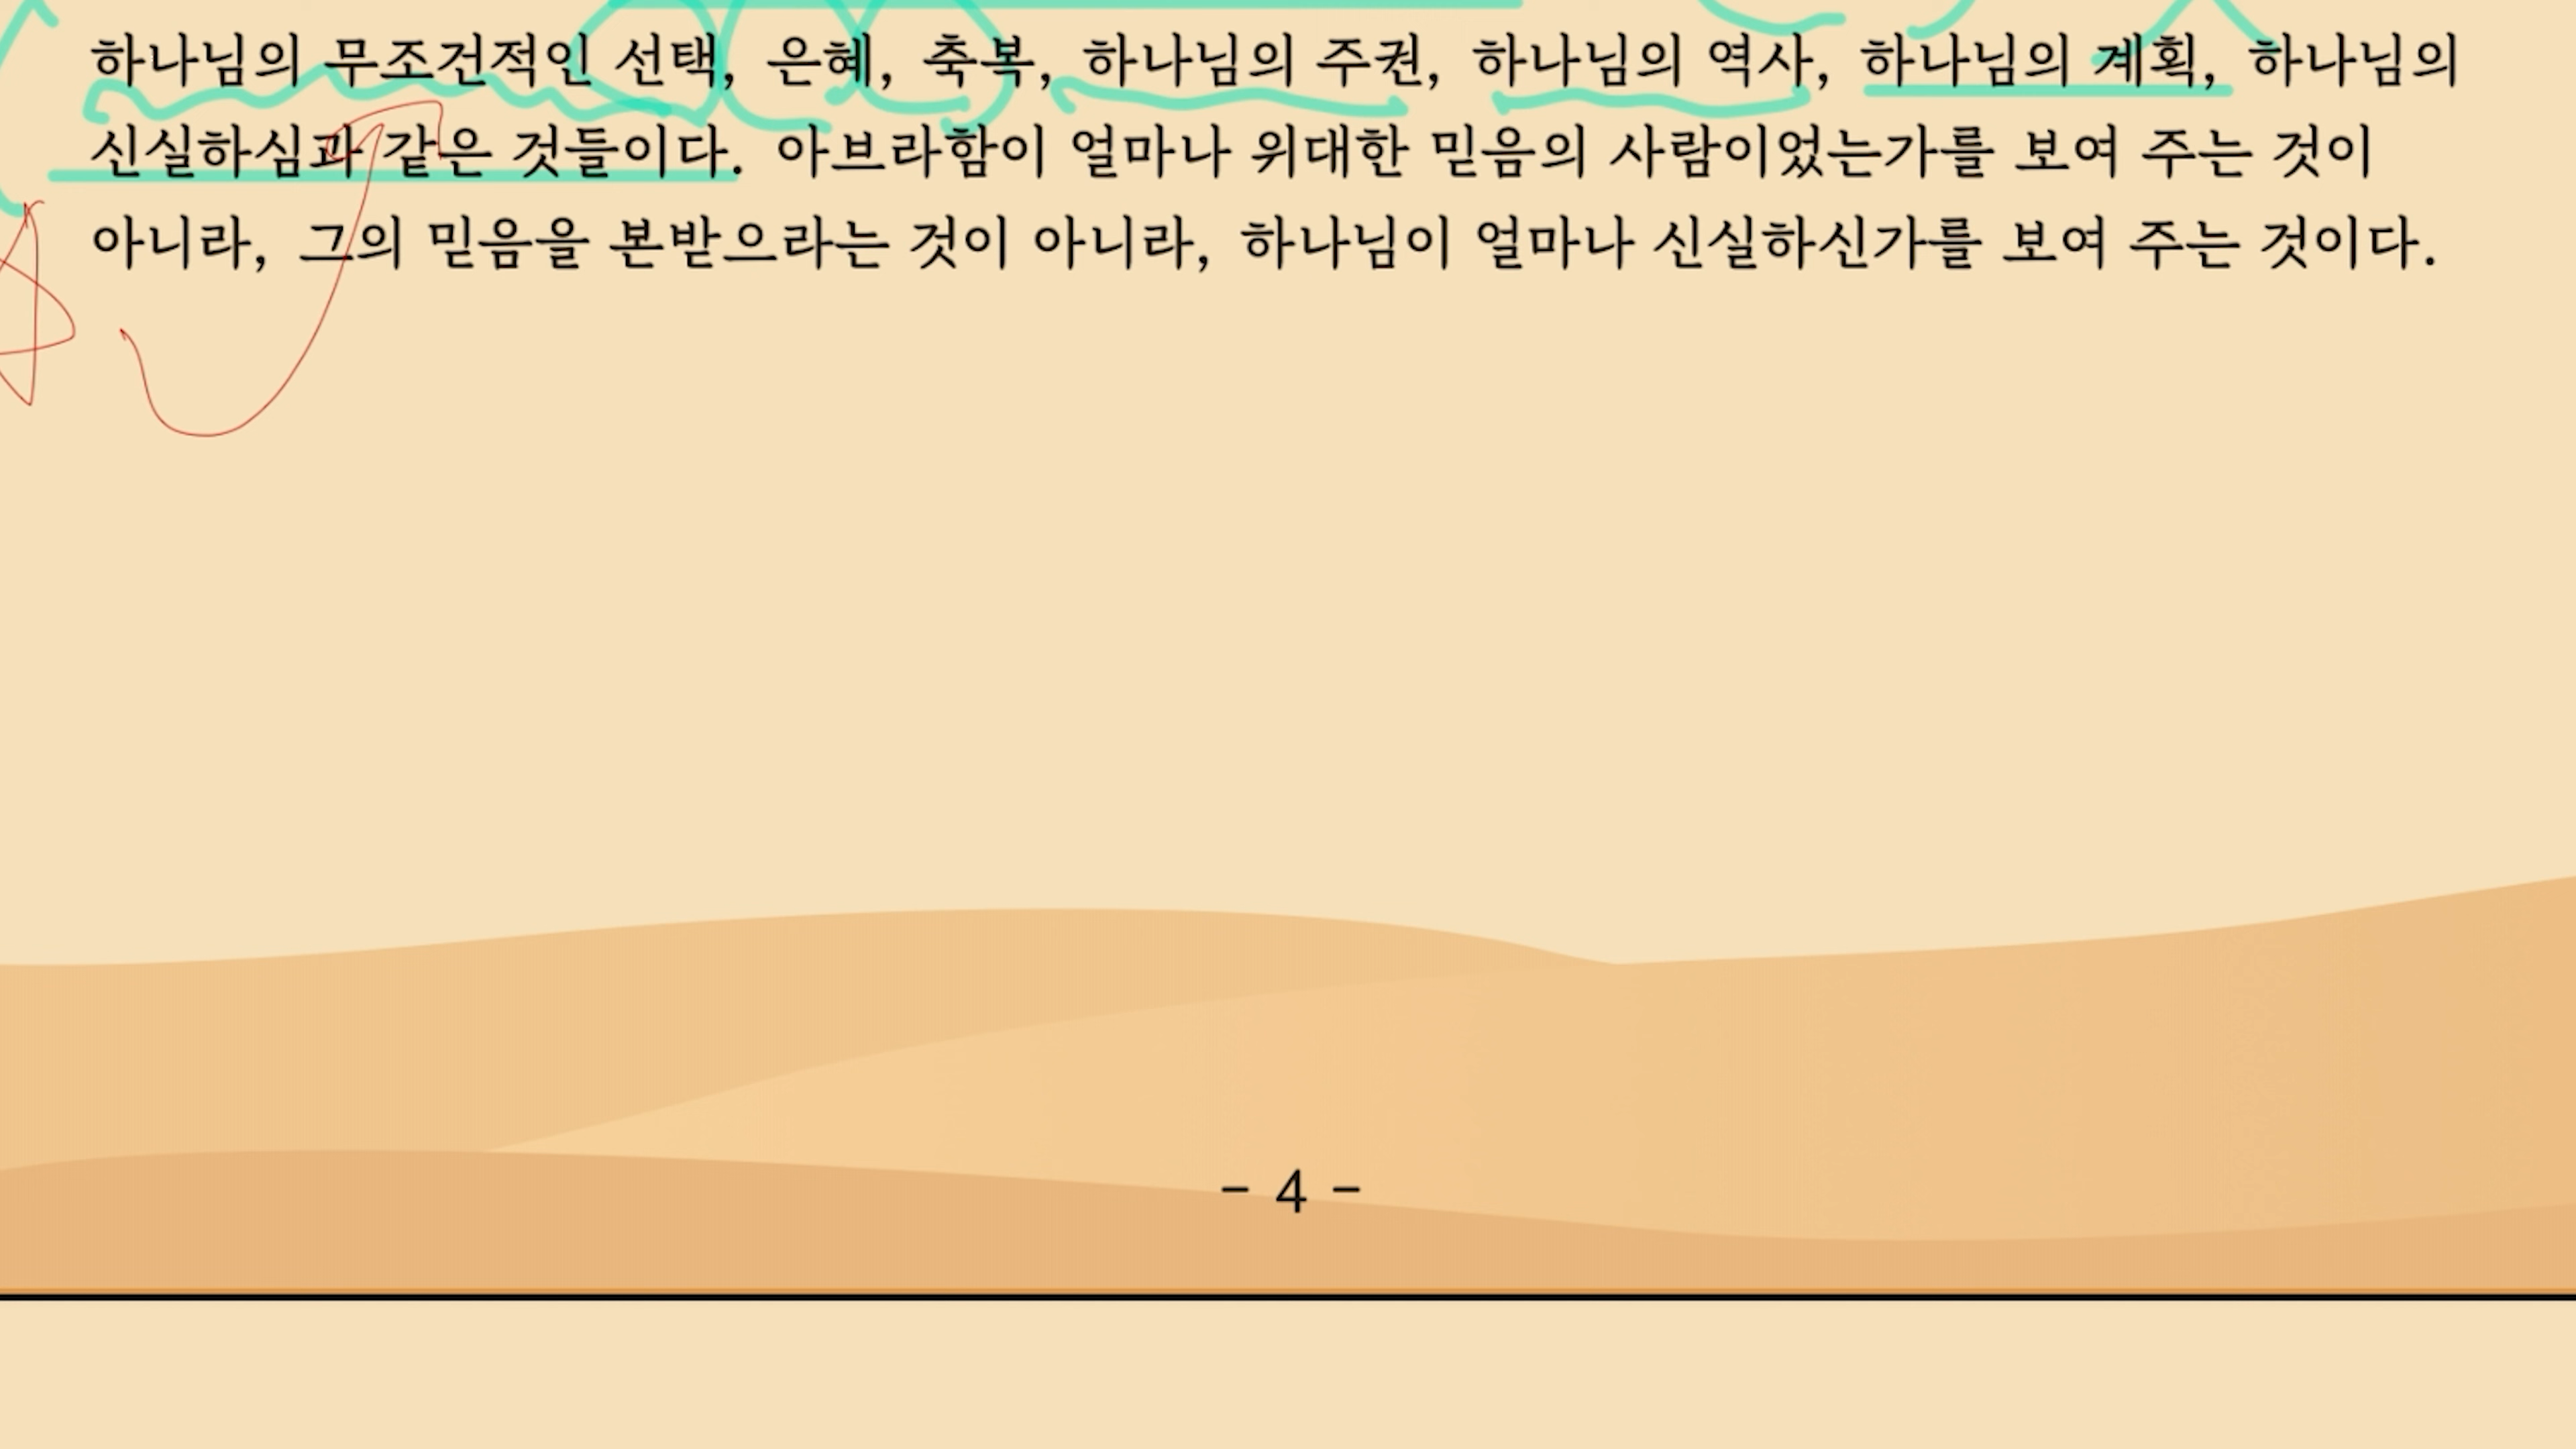 하나님의 무조건적인 선택, 은혜, 축복, 하나님의 주권, 하나님의 역사, 하나님의 계획, 하나님의
신실하심과 같은 것들이다. 아브라함이 얼마나 위대한 믿음의 사람이었는가를 보여 주는 것이
아니라, 그의 믿음을 본받으라는 것이 아니라, 하나님이 얼마나 신실하신가를 보여 주는 것이다.
- 4 -